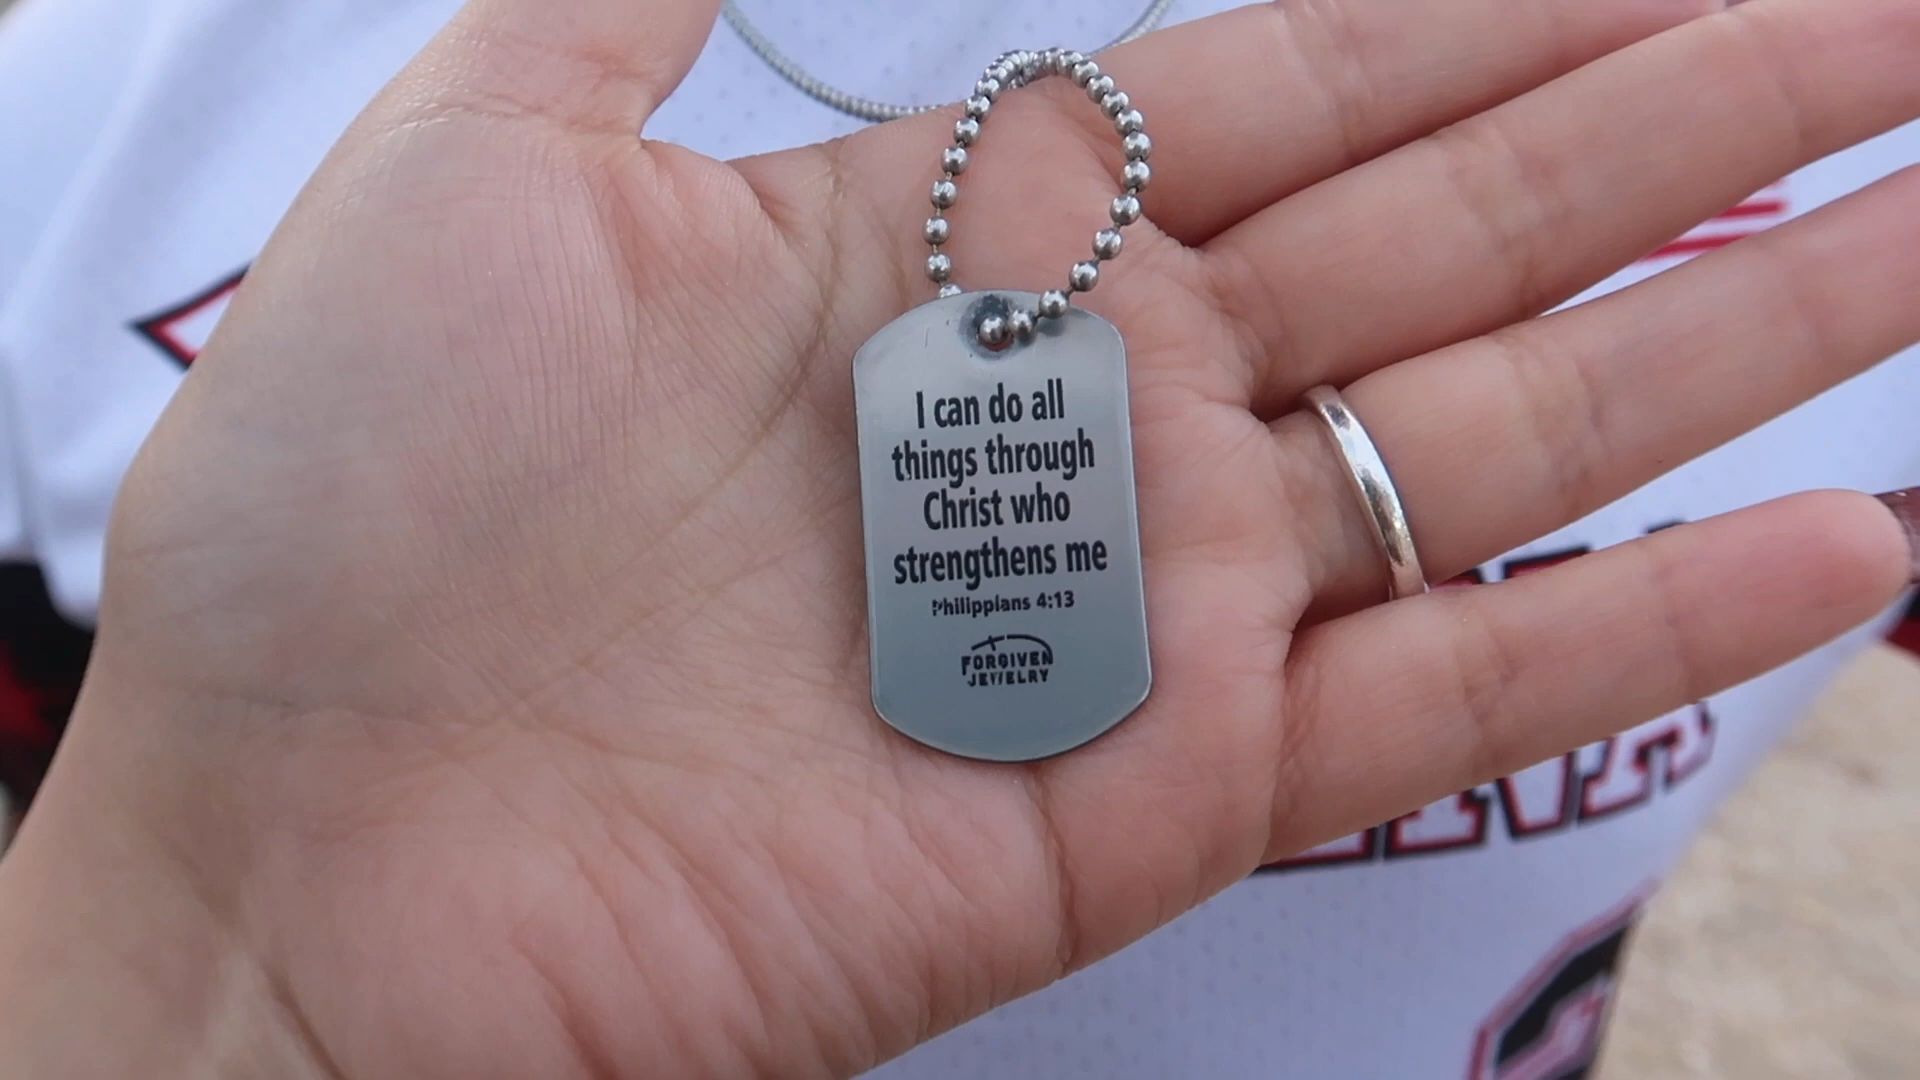 I can do all
things through
Christ who
strengthens me
Philippians 4:13
FORGIVEN
JEWELRY